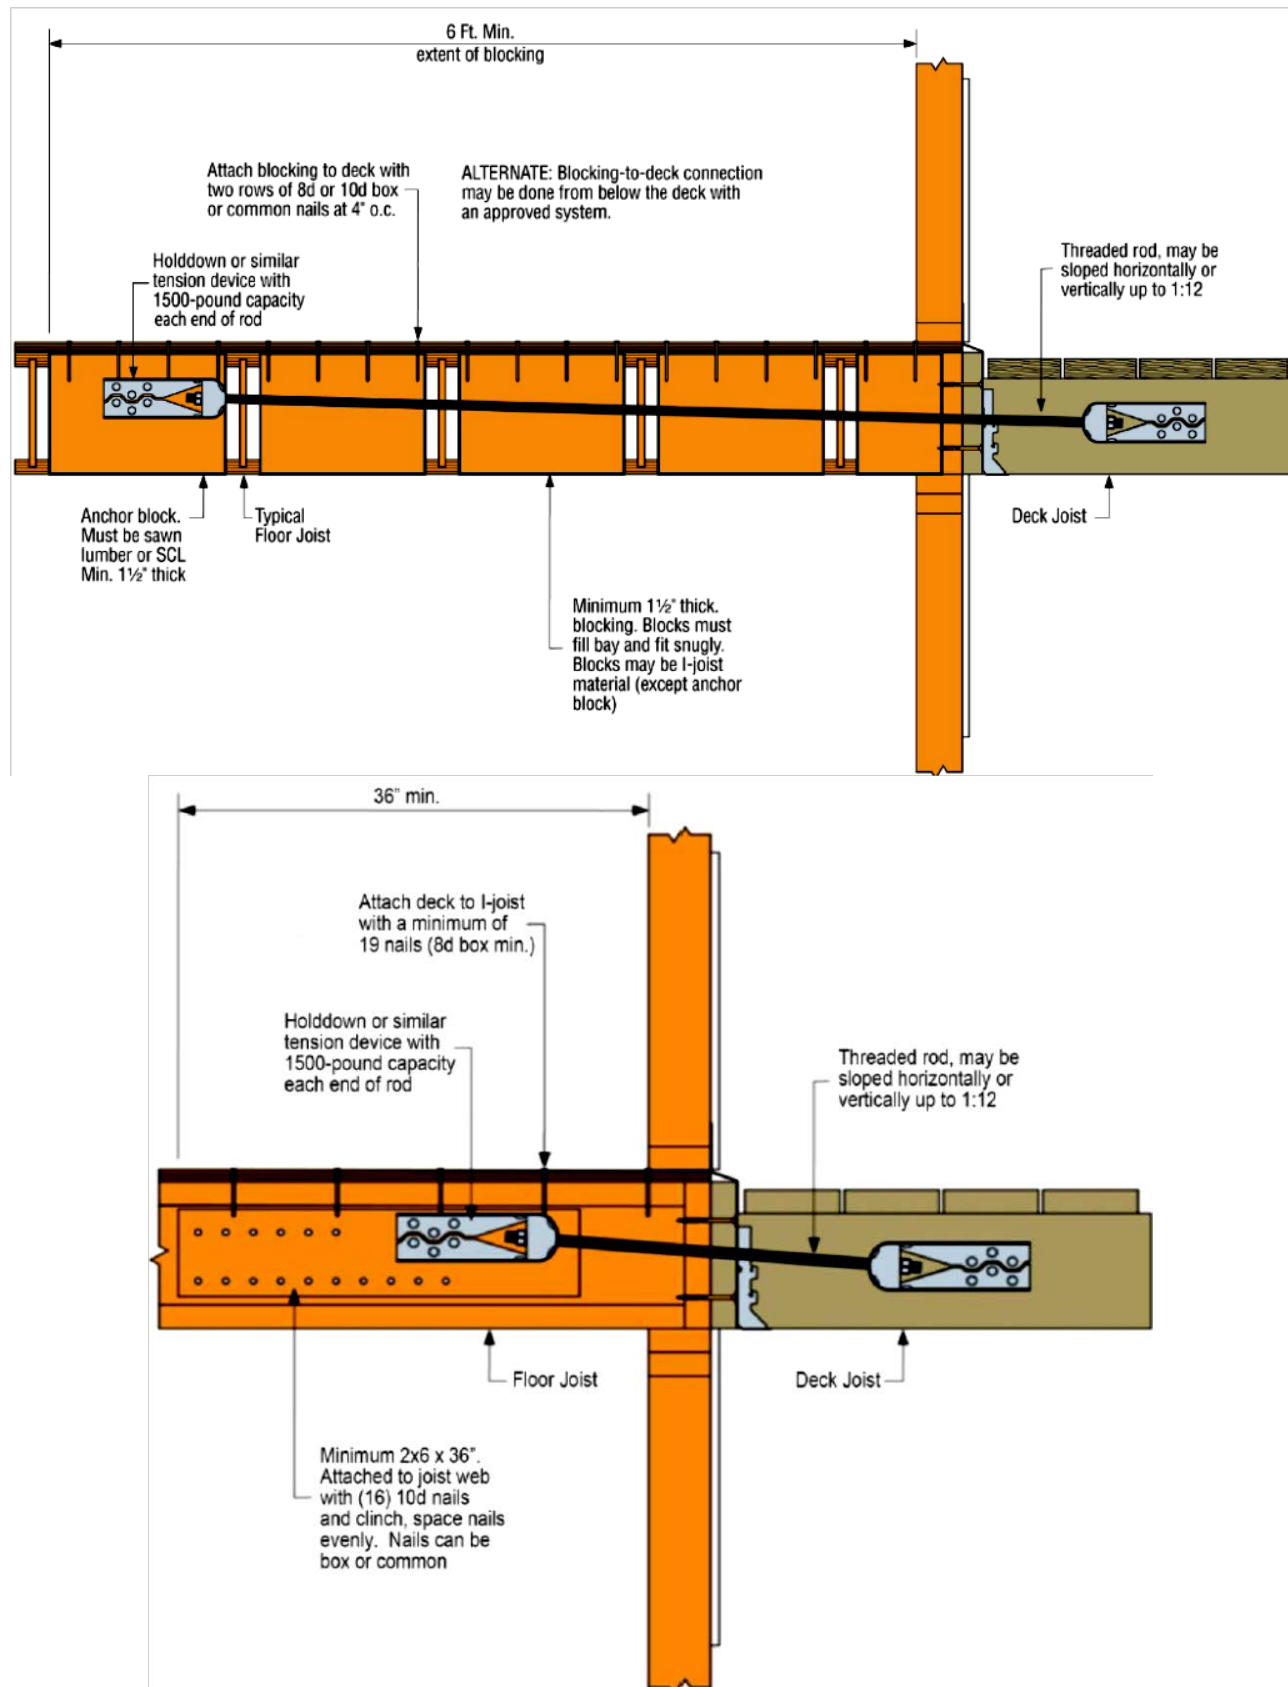 6 Ft. Min.
extent of blocking
Attach blocking to deck with
two rows of 8d or 10d box
or common nails at 4" o.c.
ALTERNATE: Blocking-to-deck connection
may be done from below the deck with
an approved system.
Holddown or similar
tension device with
1500-pound capacity
each end of rod
Threaded rod, may be
sloped horizontally or
vertically up to 1:12
Anchor block.
Must be sawn
lumber or SCL
Min. 1½" thick
Typical
Floor Joist
Deck Joist
Minimum 1½" thick.
blocking. Blocks must
fill bay and fit snugly.
Blocks may be I-joist
material (except anchor
block)
36" min.
Attach deck to I-joist
with a minimum of
19 nails (8d box min.)
Holddown or similar
tension device with
1500-pound capacity
each end of rod
Threaded rod, may be
sloped horizontally or
vertically up to 1:12
Floor Joist
Deck Joist
Minimum 2x6 x 36".
Attached to joist web
with (16) 10d nails
and clinch, space nails
evenly. Nails can be
box or common